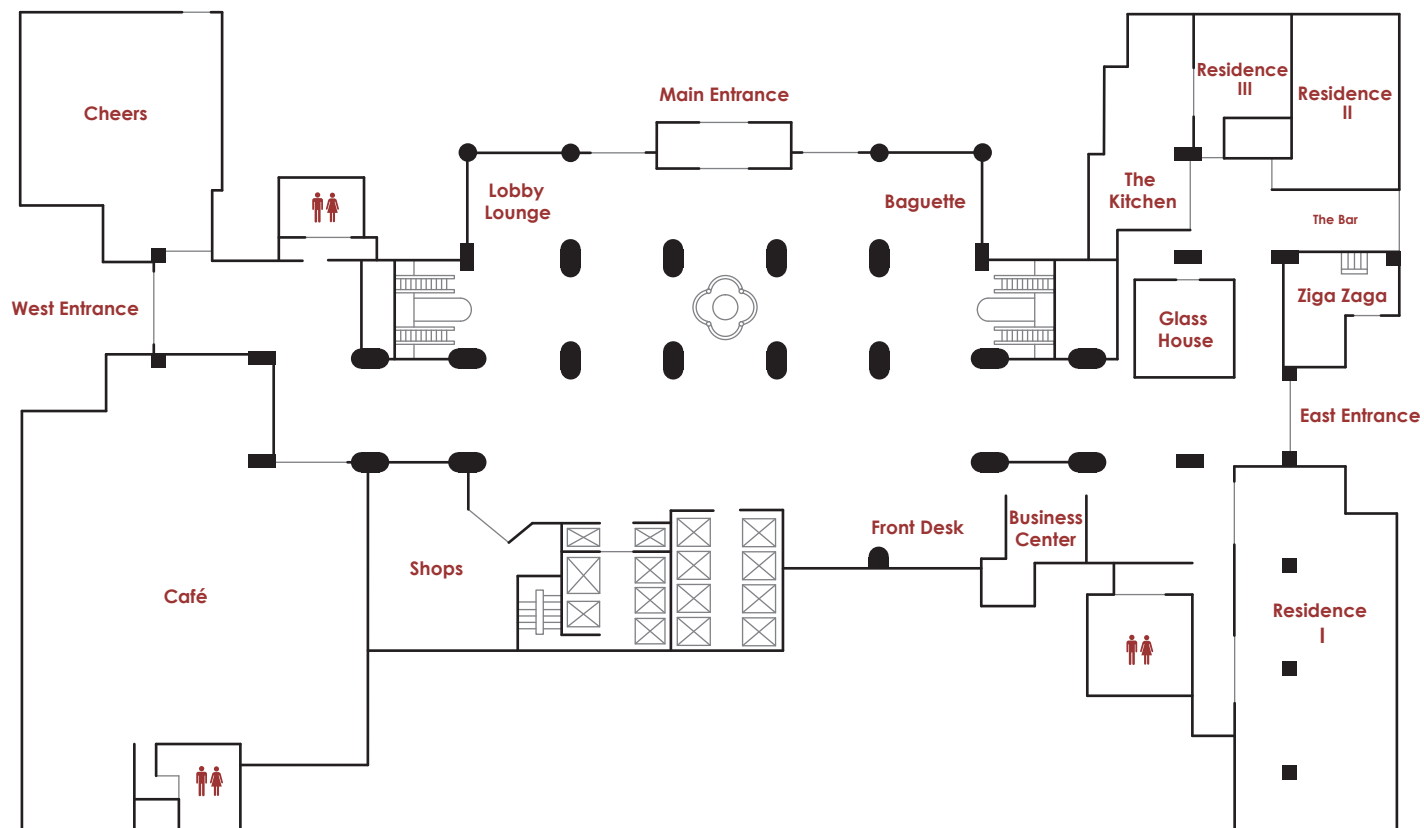 Main Entrance
Cheers
Residence
III
Residence
II
Lobby
Lounge
Baguette
The
Kitchen
The Bar
West Entrance
Glass
House
Ziga Zaga
East Entrance
Front Desk
Business
Center
Shops
Café
Residence
I